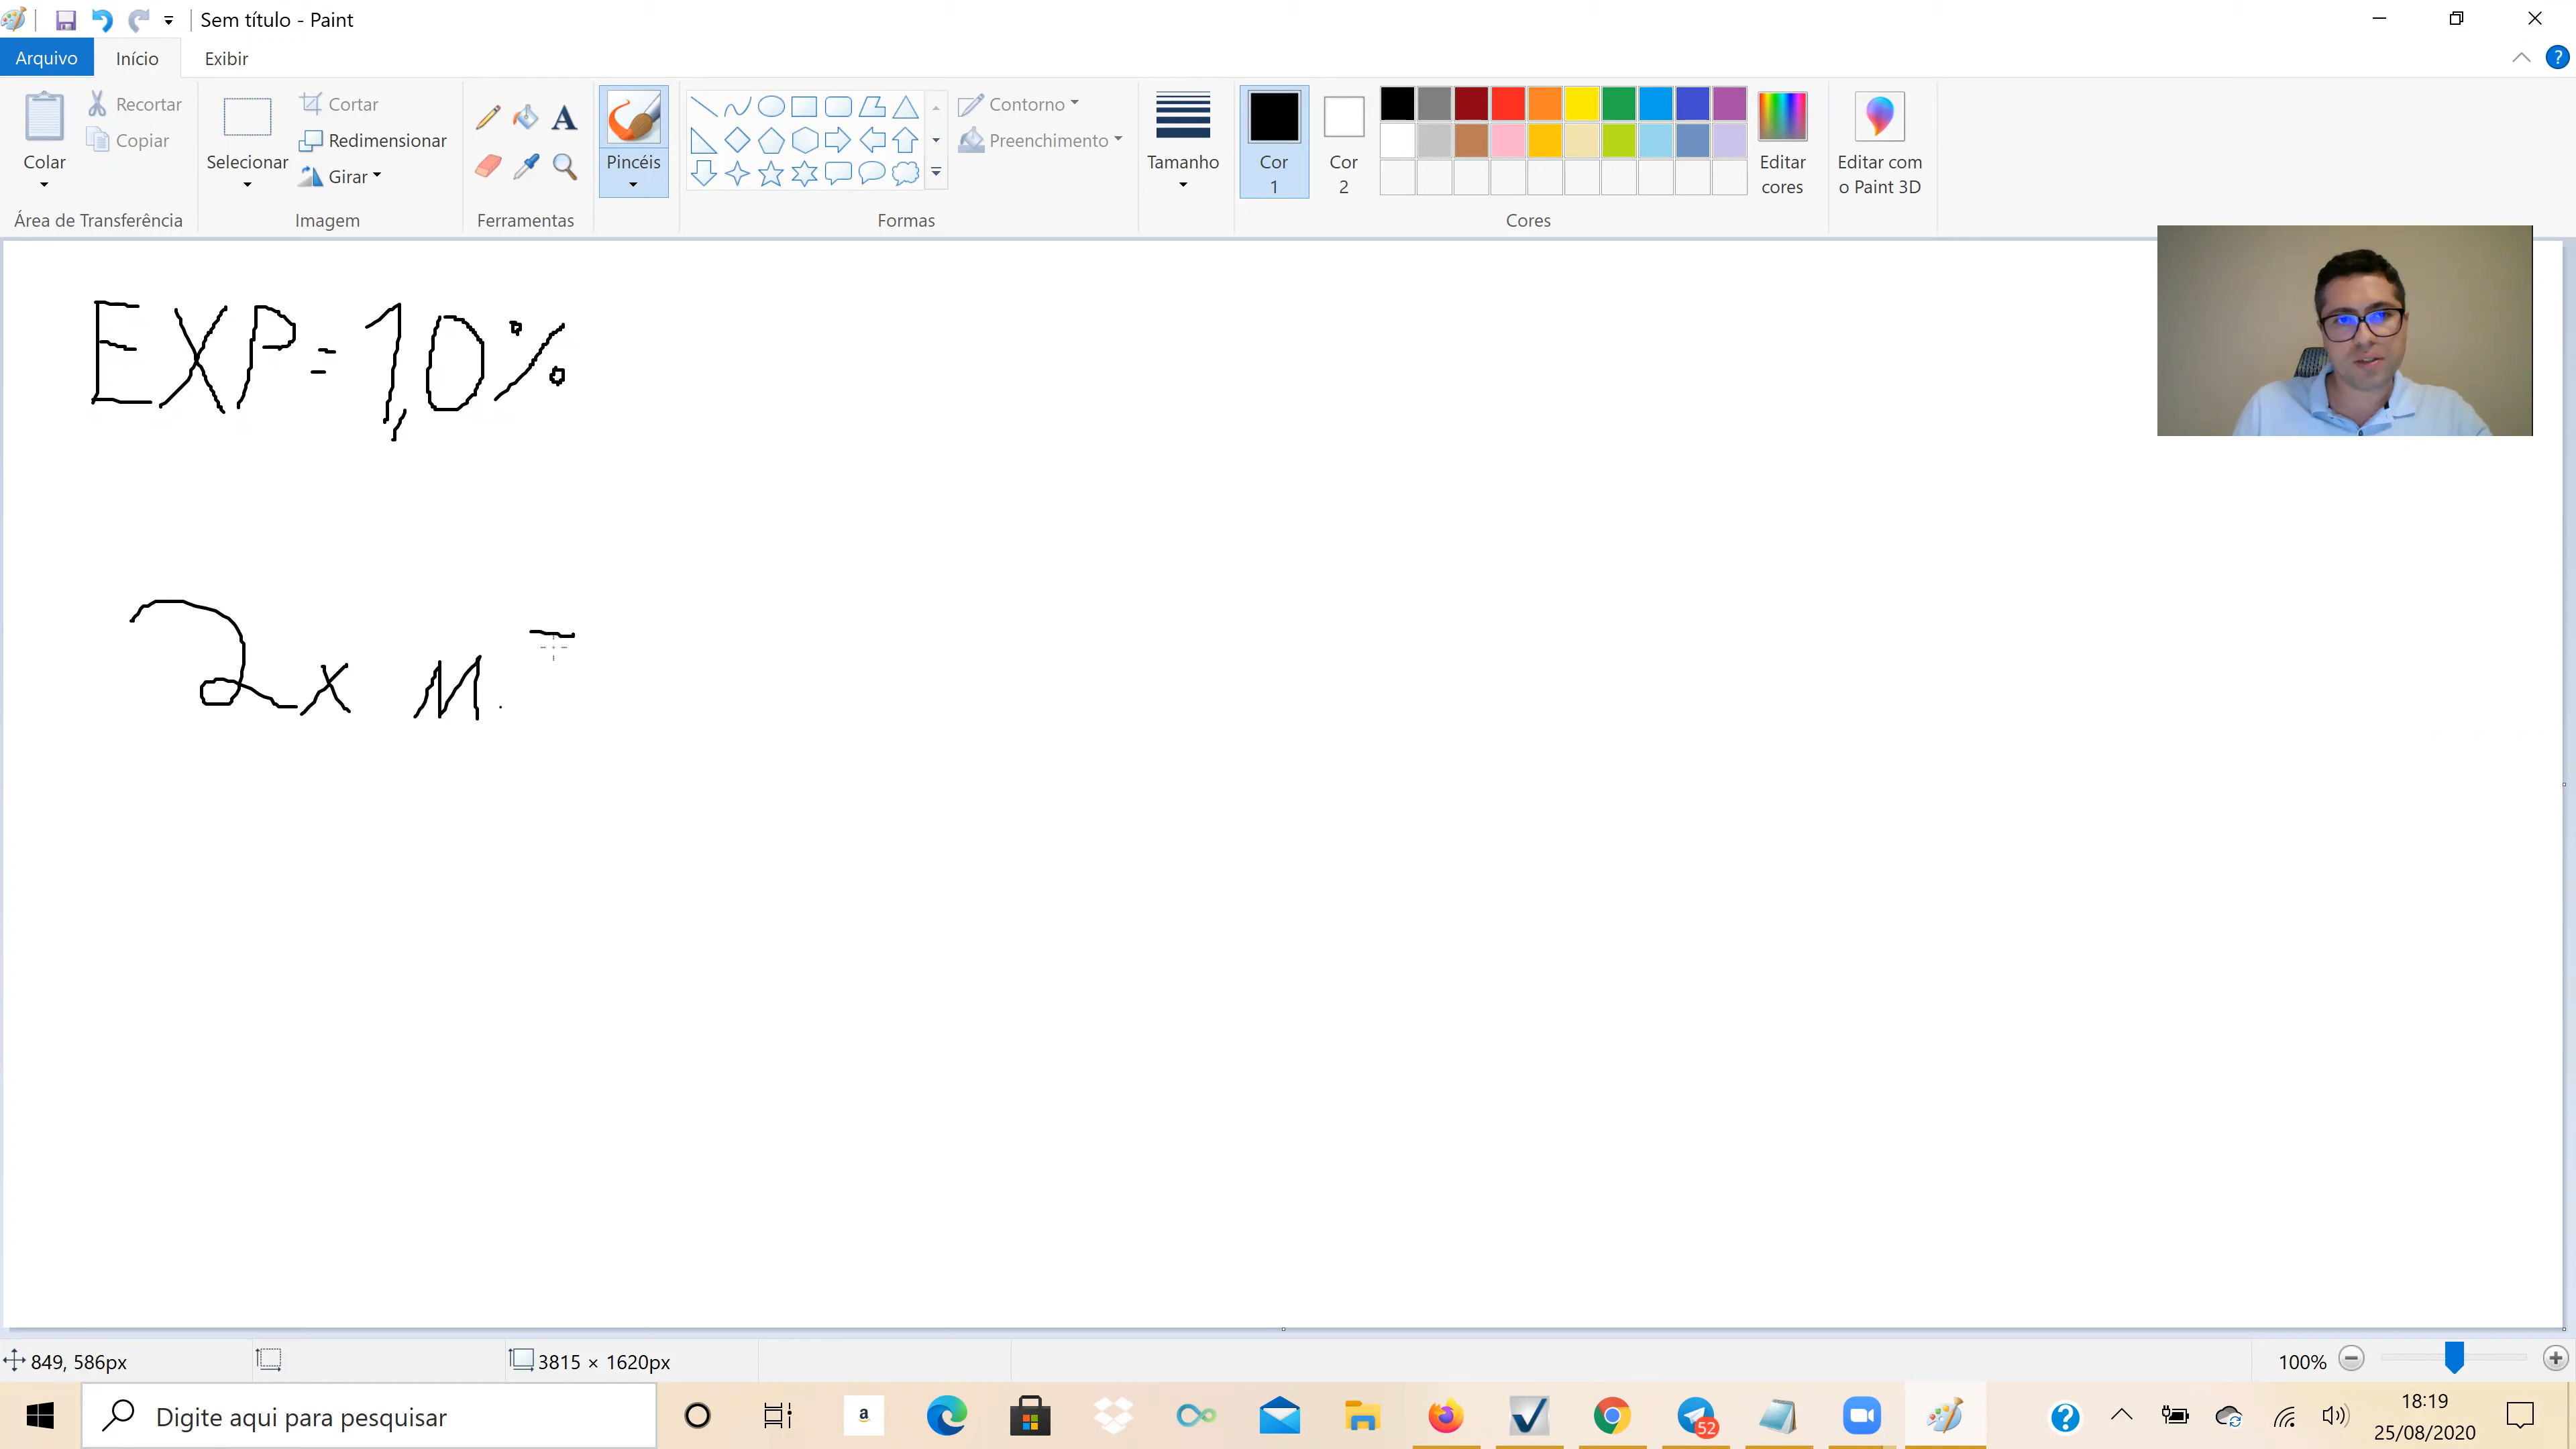 Sem título - Paint
Arquivo Início Exibir
Colar
Recortar
Copiar
Área de Transferência
Selecionar
Cortar
Redimensionar
Girar
Imagem
A
Ferramentas
Pincéis
Contorno
Preenchimento
Formas
Tamanho
Cor 1
Cor 2
Editar cores
Editar com o Paint 3D
Cores
?
EXP=1,0%
2x M.
849, 586px
3815 × 1620px
100%
Digite aqui para pesquisar
a
52
?
18:19
25/08/2020